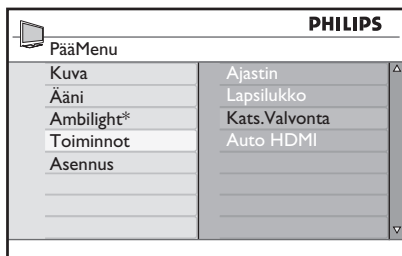 PHILIPS
PääMenu
Kuva
Ääni
Ambilight*
Toiminnot
Asennus
Ajastin
Lapsilukko
Kats.Valvonta
Auto HDMI